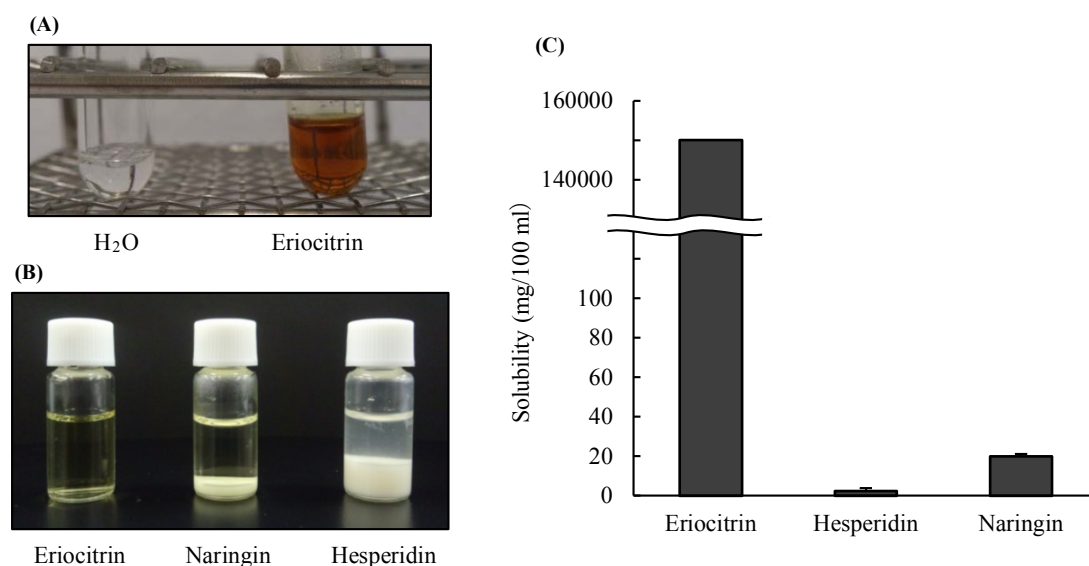 (A)
H2O Eriocitrin
(B)
Eriocitrin Naringin Hesperidin
(C)
Solubility (mg/100 ml)
160000
140000
100
80
60
40
20
0
Eriocitrin Hesperidin Naringin